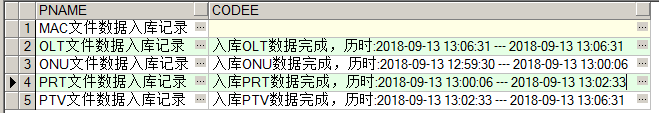 PNAME CODEE
1 MAC文件数据入库记录 ...
2 OLT文件数据入库记录 ... 入库OLT数据完成，历时:2018-09-13 13:06:31 --- 2018-09-13 13:06:31 ...
3 ONU文件数据入库记录 ... 入库ONU数据完成，历时:2018-09-13 12:59:30 --- 2018-09-13 13:00:06 ...
4 PRT文件数据入库记录 ... 入库PRT数据完成，历时:2018-09-13 13:00:06 --- 2018-09-13 13:02:33 ...
5 PTV文件数据入库记录 ... 入库PTV数据完成，历时:2018-09-13 13:02:33 --- 2018-09-13 13:06:31 ...